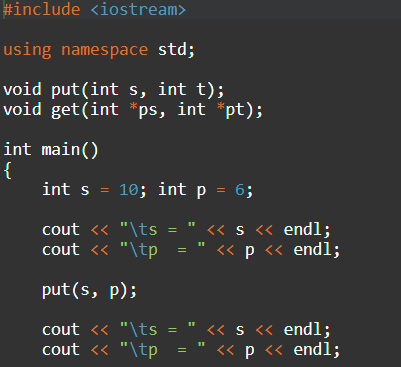 #include <iostream>
using namespace std;
void put(int s, int t);
void get(int *ps, int *pt);
int main()
{
    int s = 10; int p = 6;
    cout << "\ts = " << s << endl;
    cout << "\tp  = " << p << endl;
    put(s, p);
    cout << "\ts = " << s << endl;
    cout << "\tp  = " << p << endl;